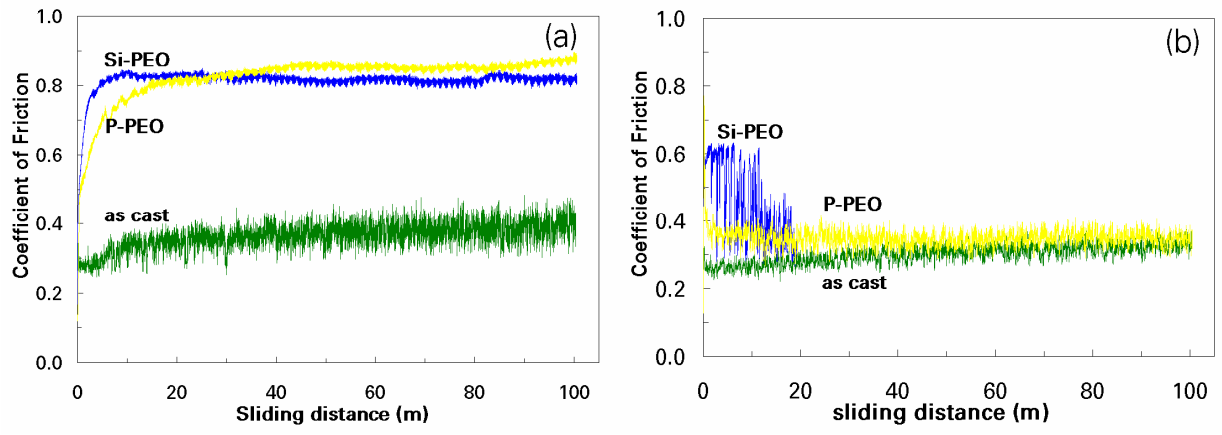 (a)
1.0
0.8
0.6
0.4
0.2
0.0
Coefficient of Friction
Si-PEO
P-PEO
as cast
0 20 40 60 80 100
Sliding distance (m)
(b)
1.0
0.8
0.6
0.4
0.2
0.0
Coefficient of Friction
Si-PEO
P-PEO
as cast
0 20 40 60 80 100
sliding distance (m)